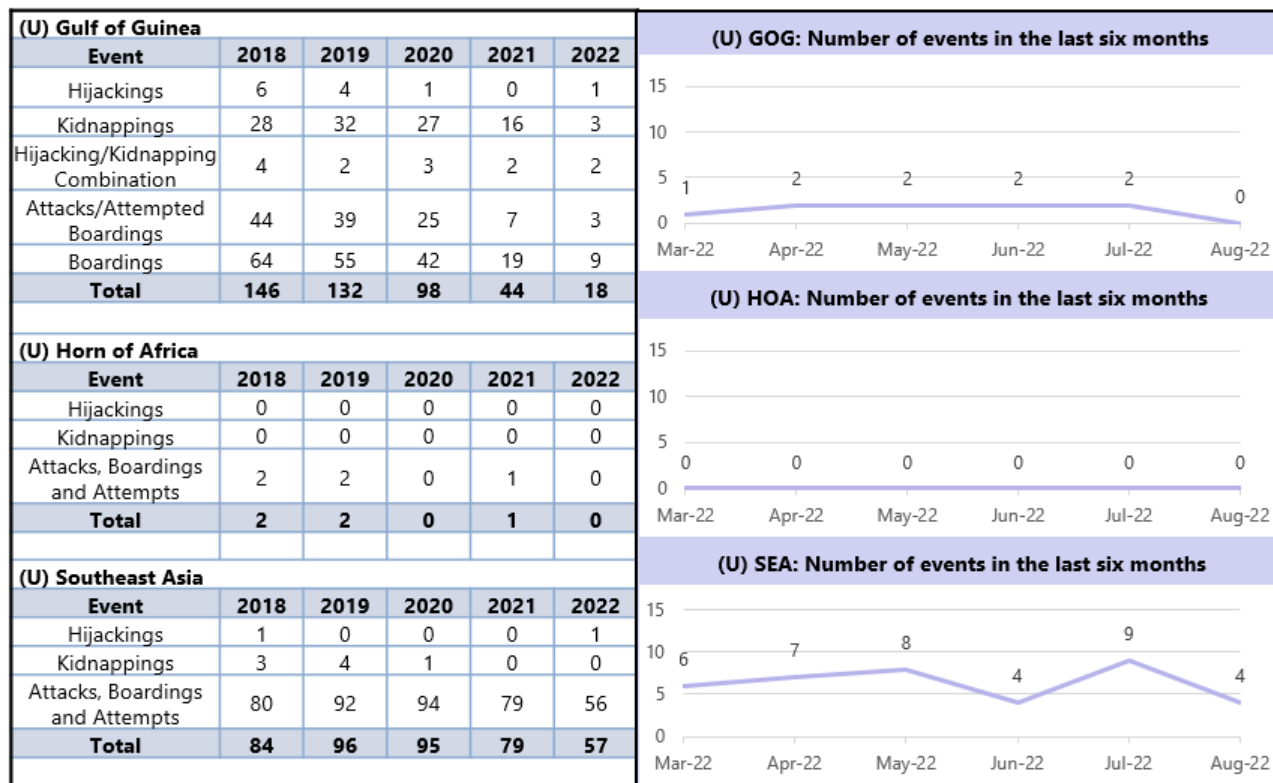 (U) Gulf of Guinea
Event 2018 2019 2020 2021 2022
Hijackings 6 4 1 0 1
Kidnappings 28 32 27 16 3
Hijacking/Kidnapping
Combination 4 2 3 2 2
Attacks/Attempted
Boardings 44 39 25 7 3
Boardings 64 55 42 19 9
Total 146 132 98 44 18
(U) Horn of Africa
Event 2018 2019 2020 2021 2022
Hijackings 0 0 0 0 0
Kidnappings 0 0 0 0 0
Attacks, Boardings
and Attempts 2 2 0 1 0
Total 2 2 0 1 0
(U) Southeast Asia
Event 2018 2019 2020 2021 2022
Hijackings 1 0 0 0 1
Kidnappings 3 4 1 0 0
Attacks, Boardings
and Attempts 80 92 94 79 56
Total 84 96 95 79 57
(U) GOG: Number of events in the last six months
15
10
5
0
1 2 2 2 2 0
Mar-22 Apr-22 May-22 Jun-22 Jul-22 Aug-22
(U) HOA: Number of events in the last six months
15
10
5
0
0 0 0 0 0 0
Mar-22 Apr-22 May-22 Jun-22 Jul-22 Aug-22
(U) SEA: Number of events in the last six months
15
10
5
0
6 7 8 4 9 4
Mar-22 Apr-22 May-22 Jun-22 Jul-22 Aug-22